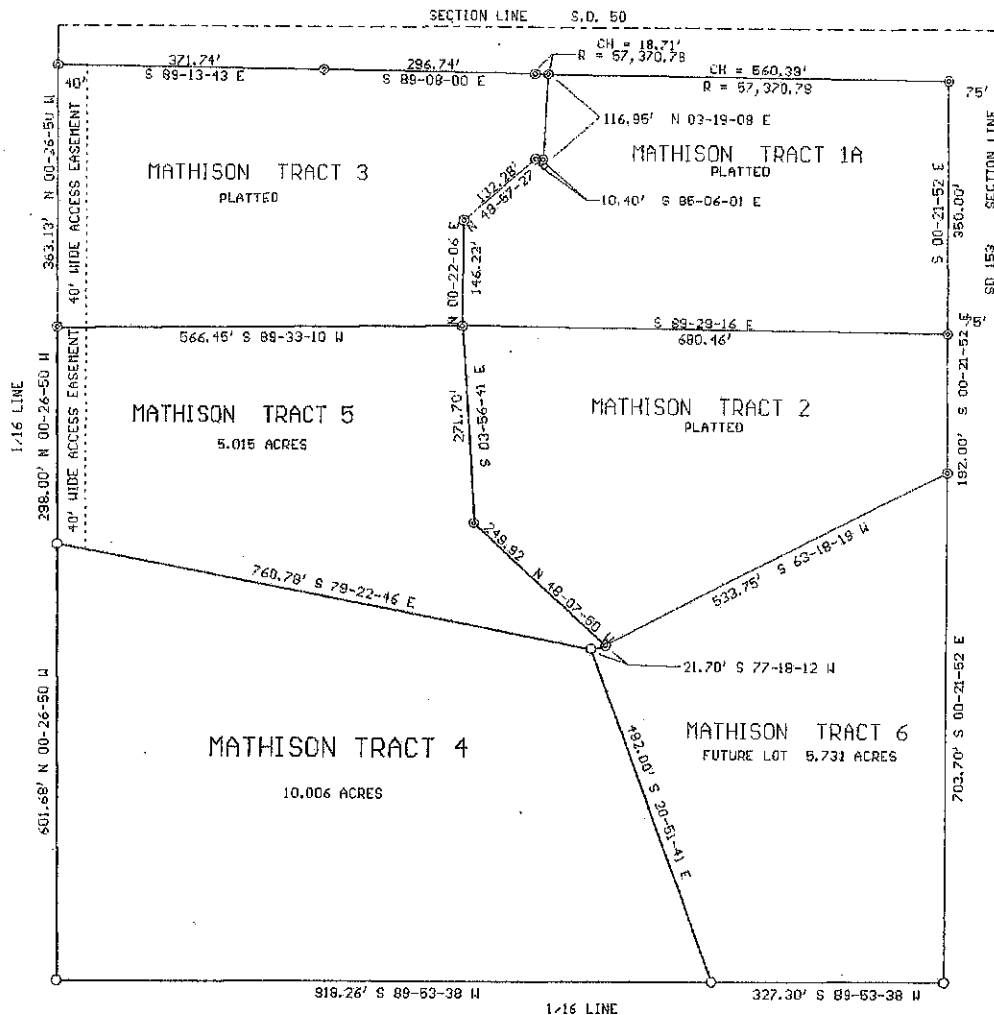 SECTION LINE S.D. 50
CH = 18.71'
R = 57,370.78
371.74'
S 89-13-43 E
296.74'
S 89-08-00 E
CH = 560.39'
R = 57,370.78
40'
75'
116.95' N 03-19-08 E
MATHISON TRACT 3
PLATTED
MATHISON TRACT 1A
PLATTED
363.13' N 00-26-50 W
40' WIDE ACCESS EASEMENT
132.28'
N 48-57-27
10.40' S 85-06-01 E
S 00-21-52 E
350.00'
SD 153 SECTION LINE
N 00-22-06 E
146.22'
566.45' S 89-33-10 W
S 89-29-16 E
680.46'
75'
1/16 LINE
298.00' N 00-26-50 W
40' WIDE ACCESS EASEMENT
MATHISON TRACT 5
5.015 ACRES
271.70'
S 03-56-41 E
MATHISON TRACT 2
PLATTED
192.00' S 00-21-52 E
760.78' S 79-22-46 E
249.92 N 48-07-50 W
533.75' S 63-18-19 W
21.70' S 77-18-12 W
601.68' N 00-26-50 W
MATHISON TRACT 4
10.006 ACRES
492.00' S 20-51-41 E
MATHISON TRACT 6
FUTURE LOT 5.731 ACRES
703.70' S 00-21-52 E
918.26' S 89-53-38 W
327.30' S 89-53-38 W
1/16 LINE